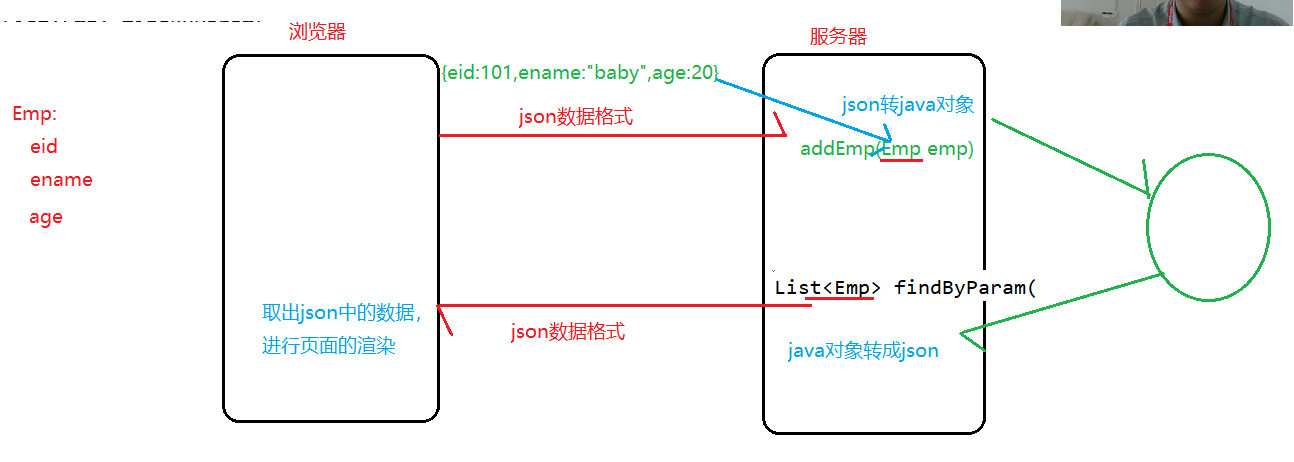 浏览器
服务器
{eid:101,ename:"baby",age:20}
json转java对象
Emp:
json数据格式
eid
addEmp(Emp emp)
ename
age
List<Emp> findByParam(
取出json中的数据，
json数据格式
进行页面的渲染
java对象转成json